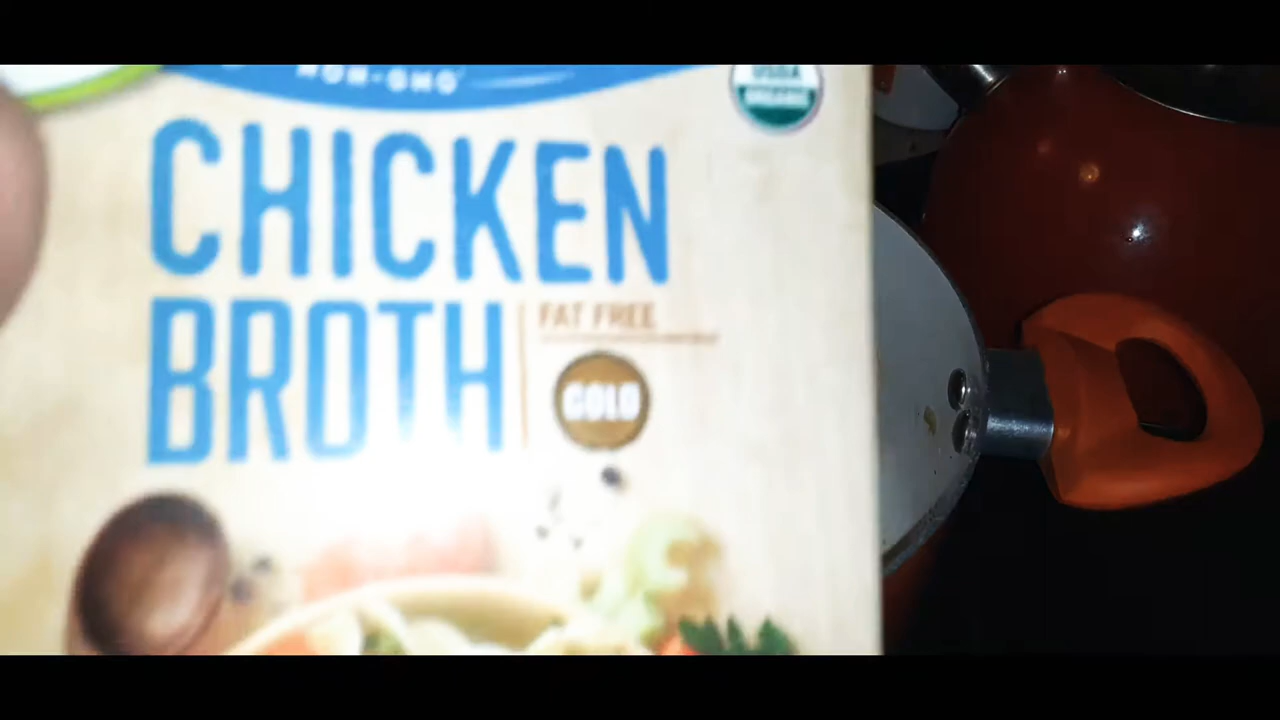 NON-GMO
USDA
ORGANIC
CHICKEN
BROTH
FAT FREE
GOLD